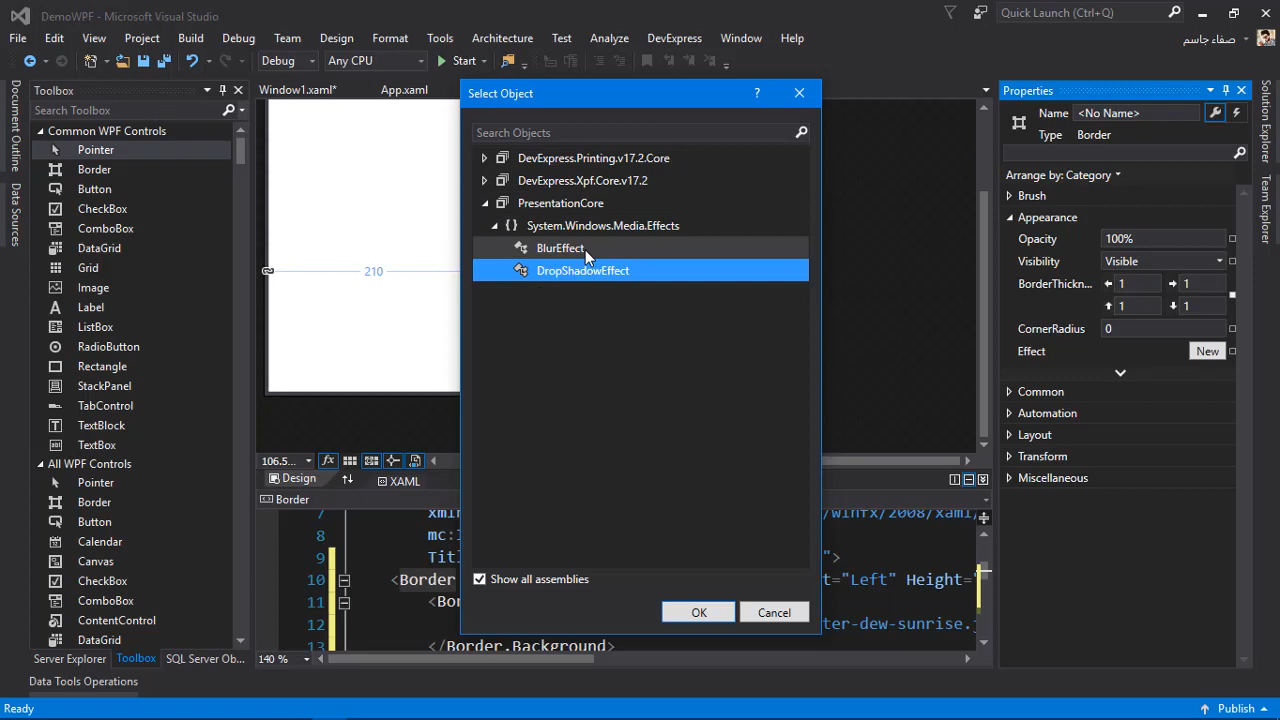 DemoWPF - Microsoft Visual Studio
Quick Launch (Ctrl+Q)
File Edit View Project Build Debug Team Design Format Tools Architecture Test Analyze DevExpress Window Help
صفاء جاسم
Debug Any CPU Start
Document Outline
Data Sources
Toolbox
Search Toolbox
Common WPF Controls
Pointer
Border
Button
CheckBox
ComboBox
DataGrid
Grid
Image
Label
ListBox
RadioButton
Rectangle
StackPanel
TabControl
TextBlock
TextBox
All WPF Controls
Pointer
Border
Button
Calendar
Canvas
CheckBox
ComboBox
ContentControl
DataGrid
Server Explorer Toolbox SQL Server Ob...
Data Tools Operations
Window1.xaml* App.xaml
210
106.5...
Design XAML
Border
7 xmln
/winfx/2008/xaml/
8 mc:I
9 Titl
">
10 <Border
t="Left" Height="
11 <Bor
12
ter-dew-sunrise.j
13 </Border.Background>
140 %
Select Object
?
Search Objects
DevExpress.Printing.v17.2.Core
DevExpress.Xpf.Core.v17.2
PresentationCore
{} System.Windows.Media.Effects
BlurEffect
DropShadowEffect
Show all assemblies
OK Cancel
Properties
Name <No Name>
Type Border
Arrange by: Category
Brush
Appearance
Opacity 100%
Visibility Visible
BorderThickn... 1 1
1 1
CornerRadius 0
Effect New
Common
Automation
Layout
Transform
Miscellaneous
Solution Explorer
Team Explorer
Ready
Publish